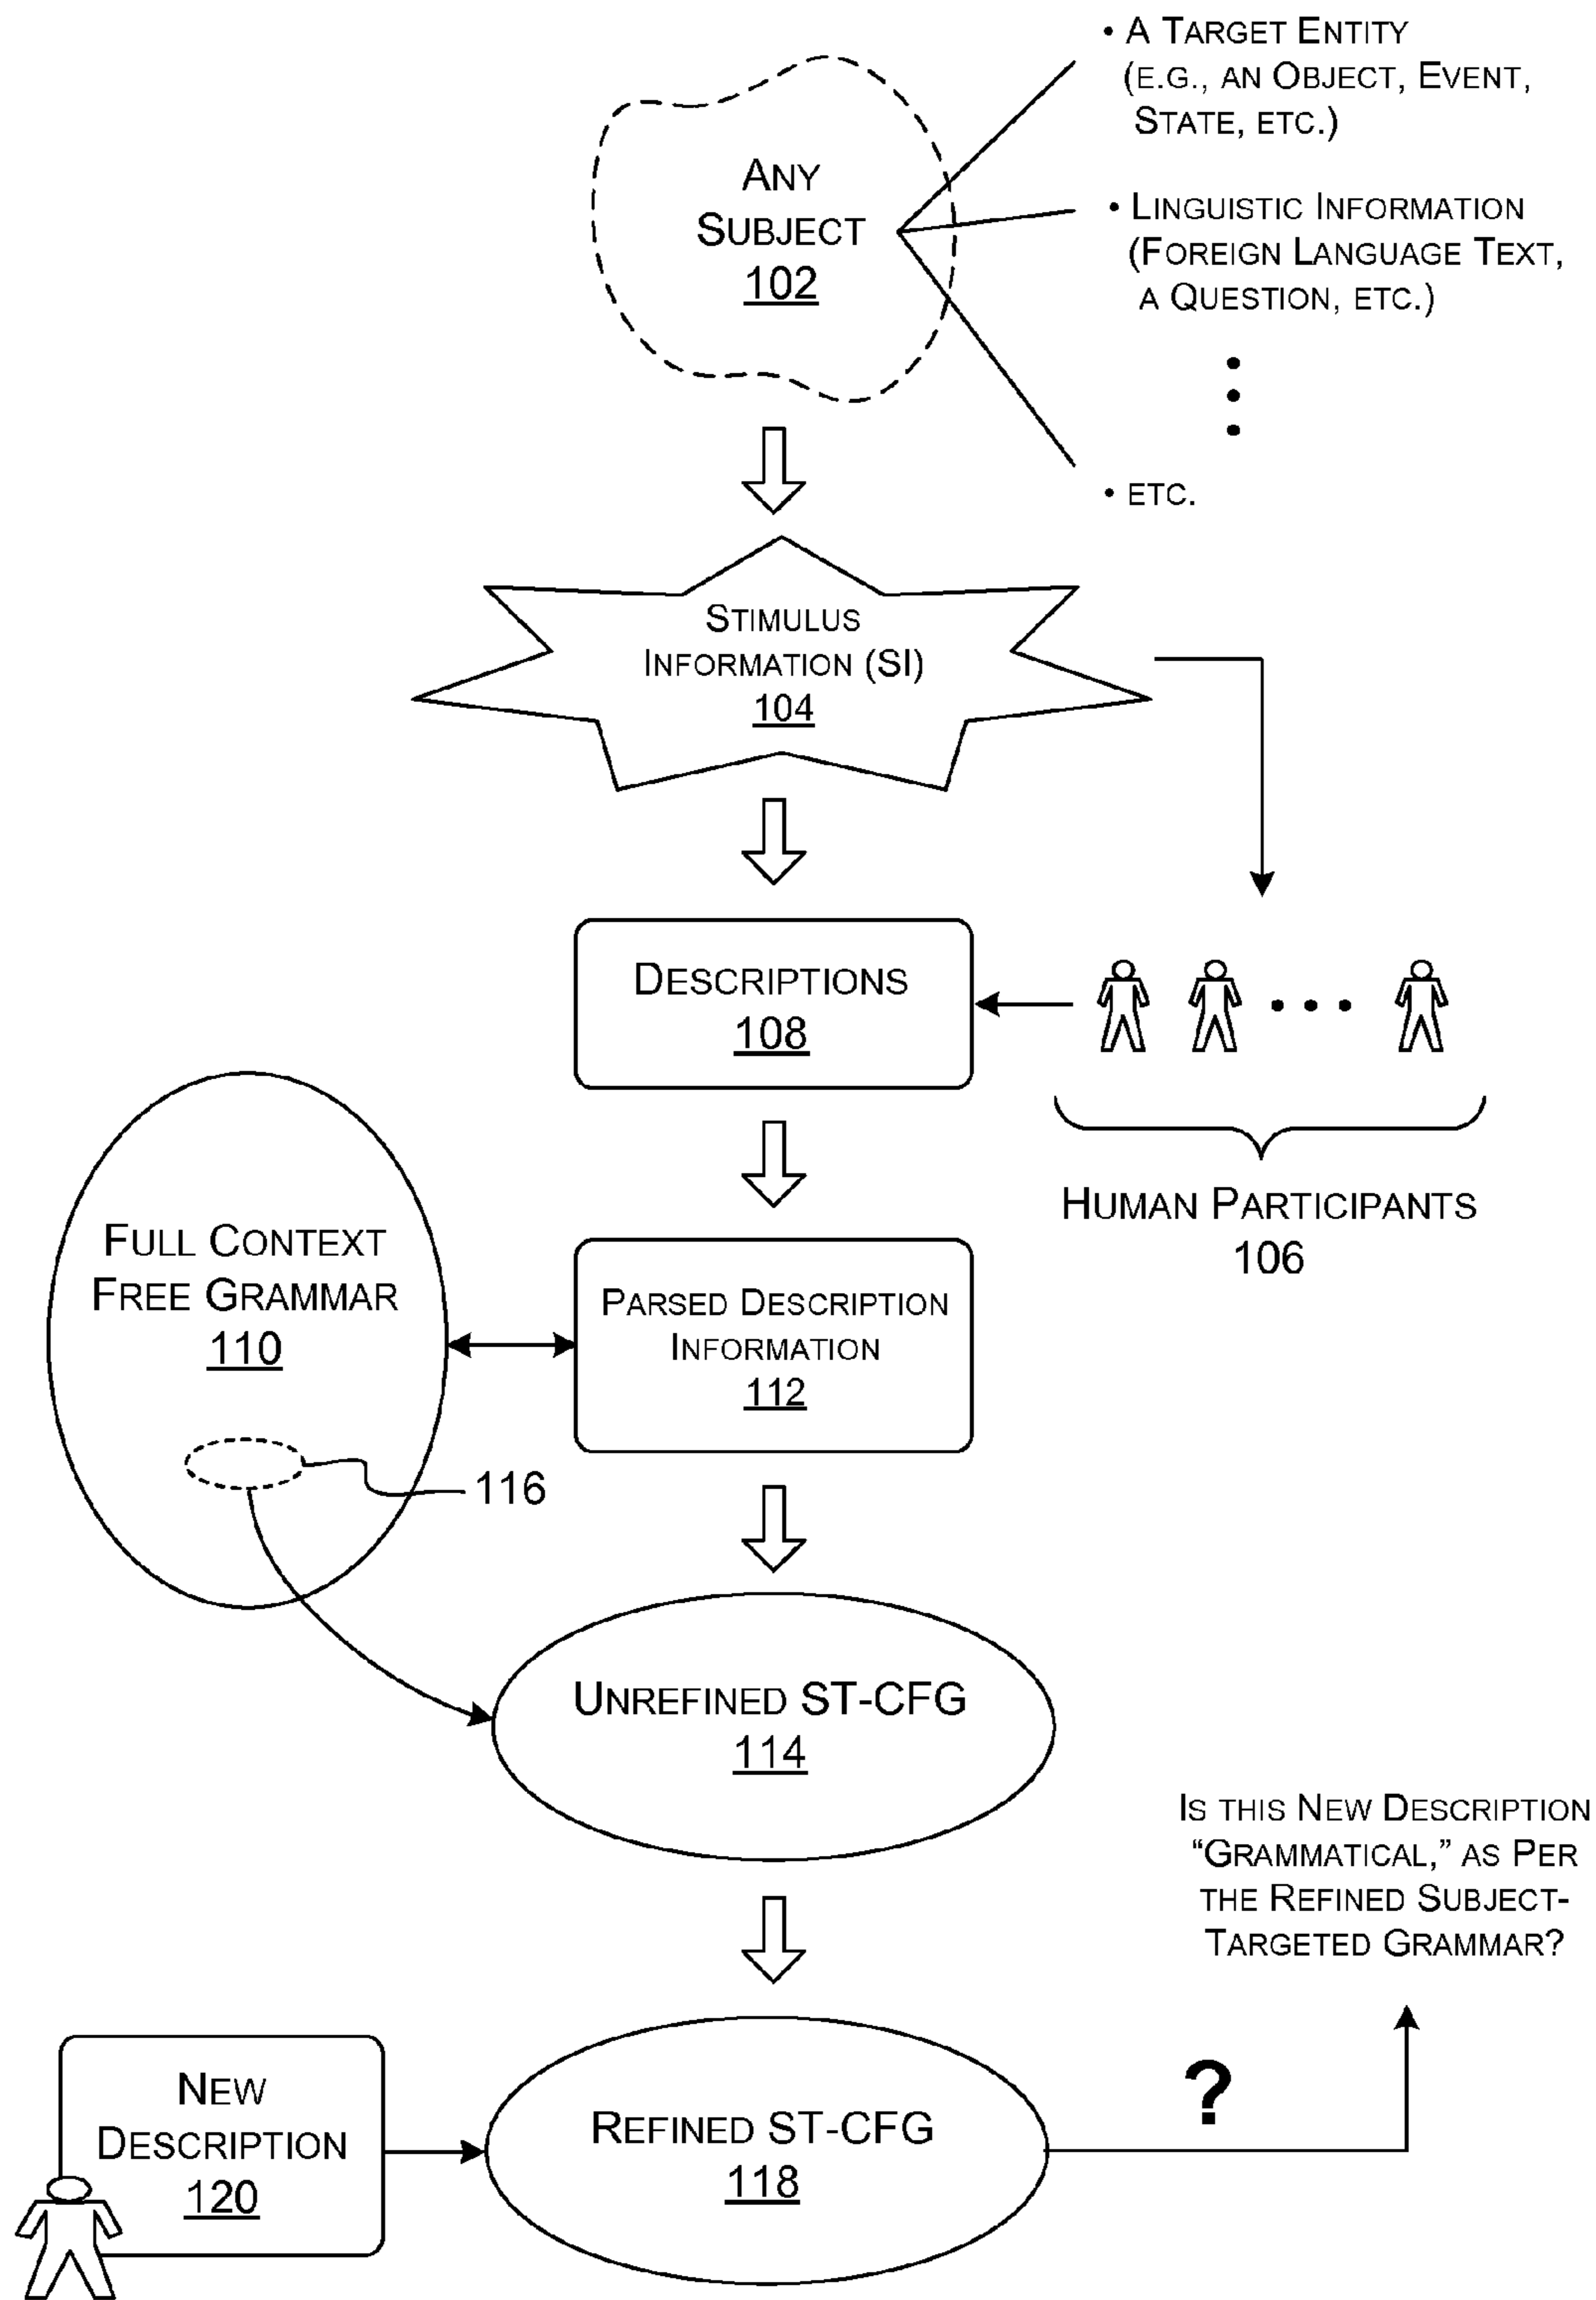 ANY
SUBJECT
102
• A TARGET ENTITY
(E.G., AN OBJECT, EVENT,
STATE, ETC.)
• LINGUISTIC INFORMATION
(FOREIGN LANGUAGE TEXT,
A QUESTION, ETC.)
• ETC.
STIMULUS
INFORMATION (SI)
104
DESCRIPTIONS
108
HUMAN PARTICIPANTS
106
FULL CONTEXT
FREE GRAMMAR
110
PARSED DESCRIPTION
INFORMATION
112
116
UNREFINED ST-CFG
114
IS THIS NEW DESCRIPTION
“GRAMMATICAL,” AS PER
THE REFINED SUBJECT-
TARGETED GRAMMAR?
NEW
DESCRIPTION
120
REFINED ST-CFG
118
?